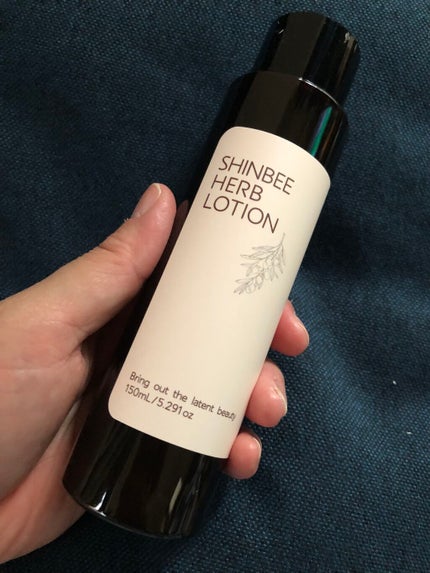 SHINBEE
HERB
LOTION
Bring out the latent beauty
150mL/5.291oz